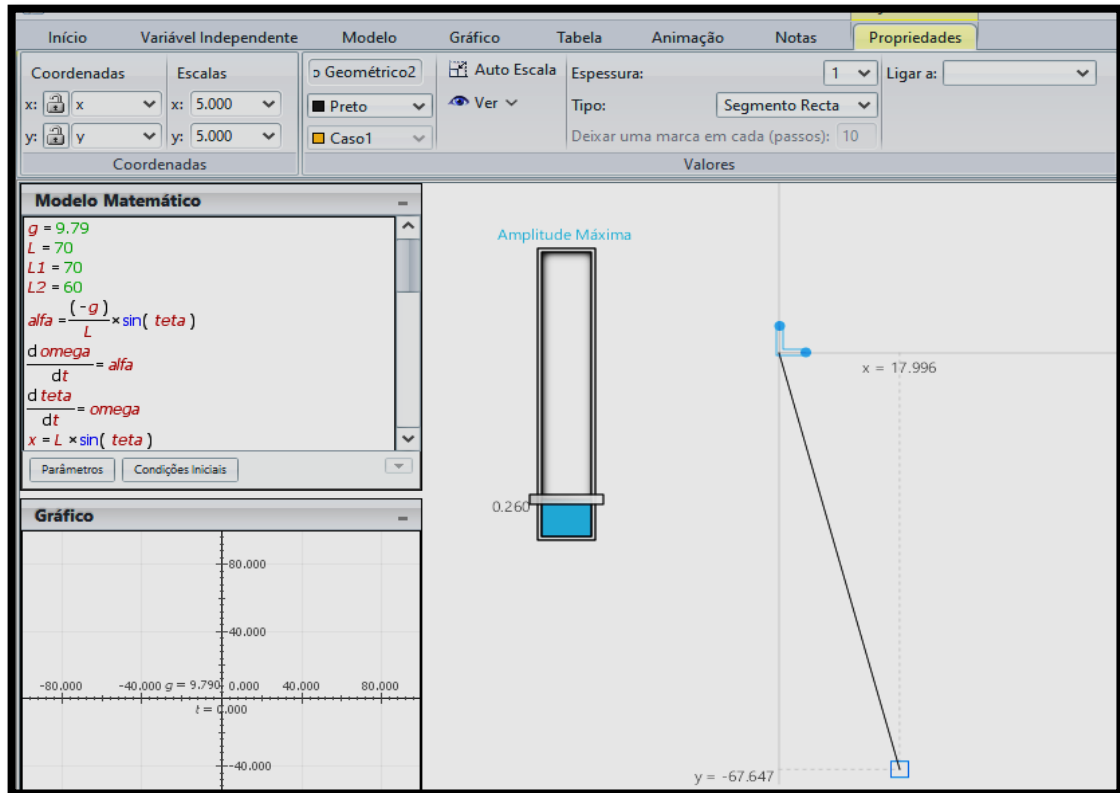 Início Variável Independente Modelo Gráfico Tabela Animação Notas Propriedades
Coordenadas Escalas
x: x x: 5.000
y: y y: 5.000
Coordenadas
o Geométrico2 Auto Escala
Preto Ver
Caso1
Espessura: 1 Ligar a:
Tipo: Segmento Recta
Deixar uma marca em cada (passos): 10
Valores
Modelo Matemático
g = 9.79
L = 70
L1 = 70
L2 = 60
alfa = (-g) / L × sin( teta )
d omega / dt = alfa
d teta / dt = omega
x = L × sin( teta )
Parâmetros Condições Iniciais
Gráfico
80.000
40.000
-80.000 -40.000 g = 9.790 0.000 40.000 80.000
t = 0.000
-40.000
Amplitude Máxima
0.260
x = 17.996
y = -67.647